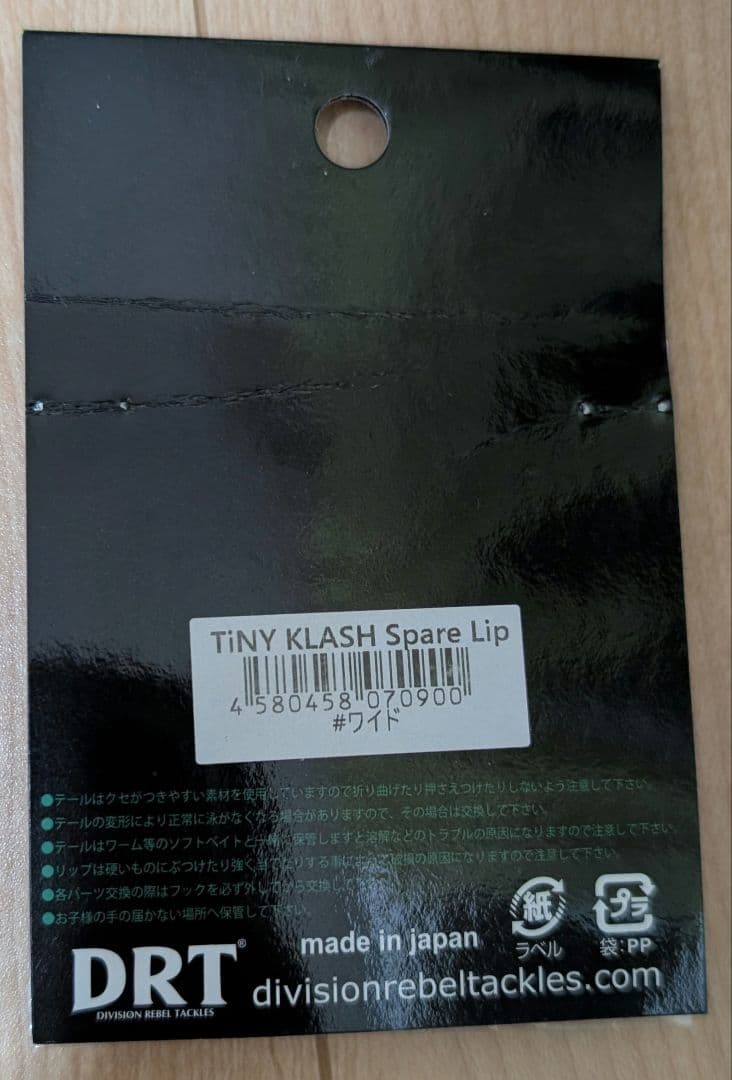 TiNY KLASH Spare Lip
4 580458 070900
#ワイド
●テールはクセがつきやすい素材を使用していますので折り曲げたり押さえつけたりしないよう注意して下さい。
●テールの変形により正常に泳がなくなる場合がありますので、その場合は交換して下さい。
●テールはワーム等のソフトベイトと一緒に保管しますと溶解などのトラブルの原因になりますので注意して下さい。
●リップは硬いものにぶつけたり強く当てたりする事によって破損の原因になりますので注意して下さい。
●各パーツ交換の際はフックを必ず外してから交換して下さい。
●お子様の手の届かない場所へ保管して下さい。
紙
ラベル
プラ
袋:PP
made in japan
DRT®
DIVISION REBEL TACKLES
divisionrebeltackles.com